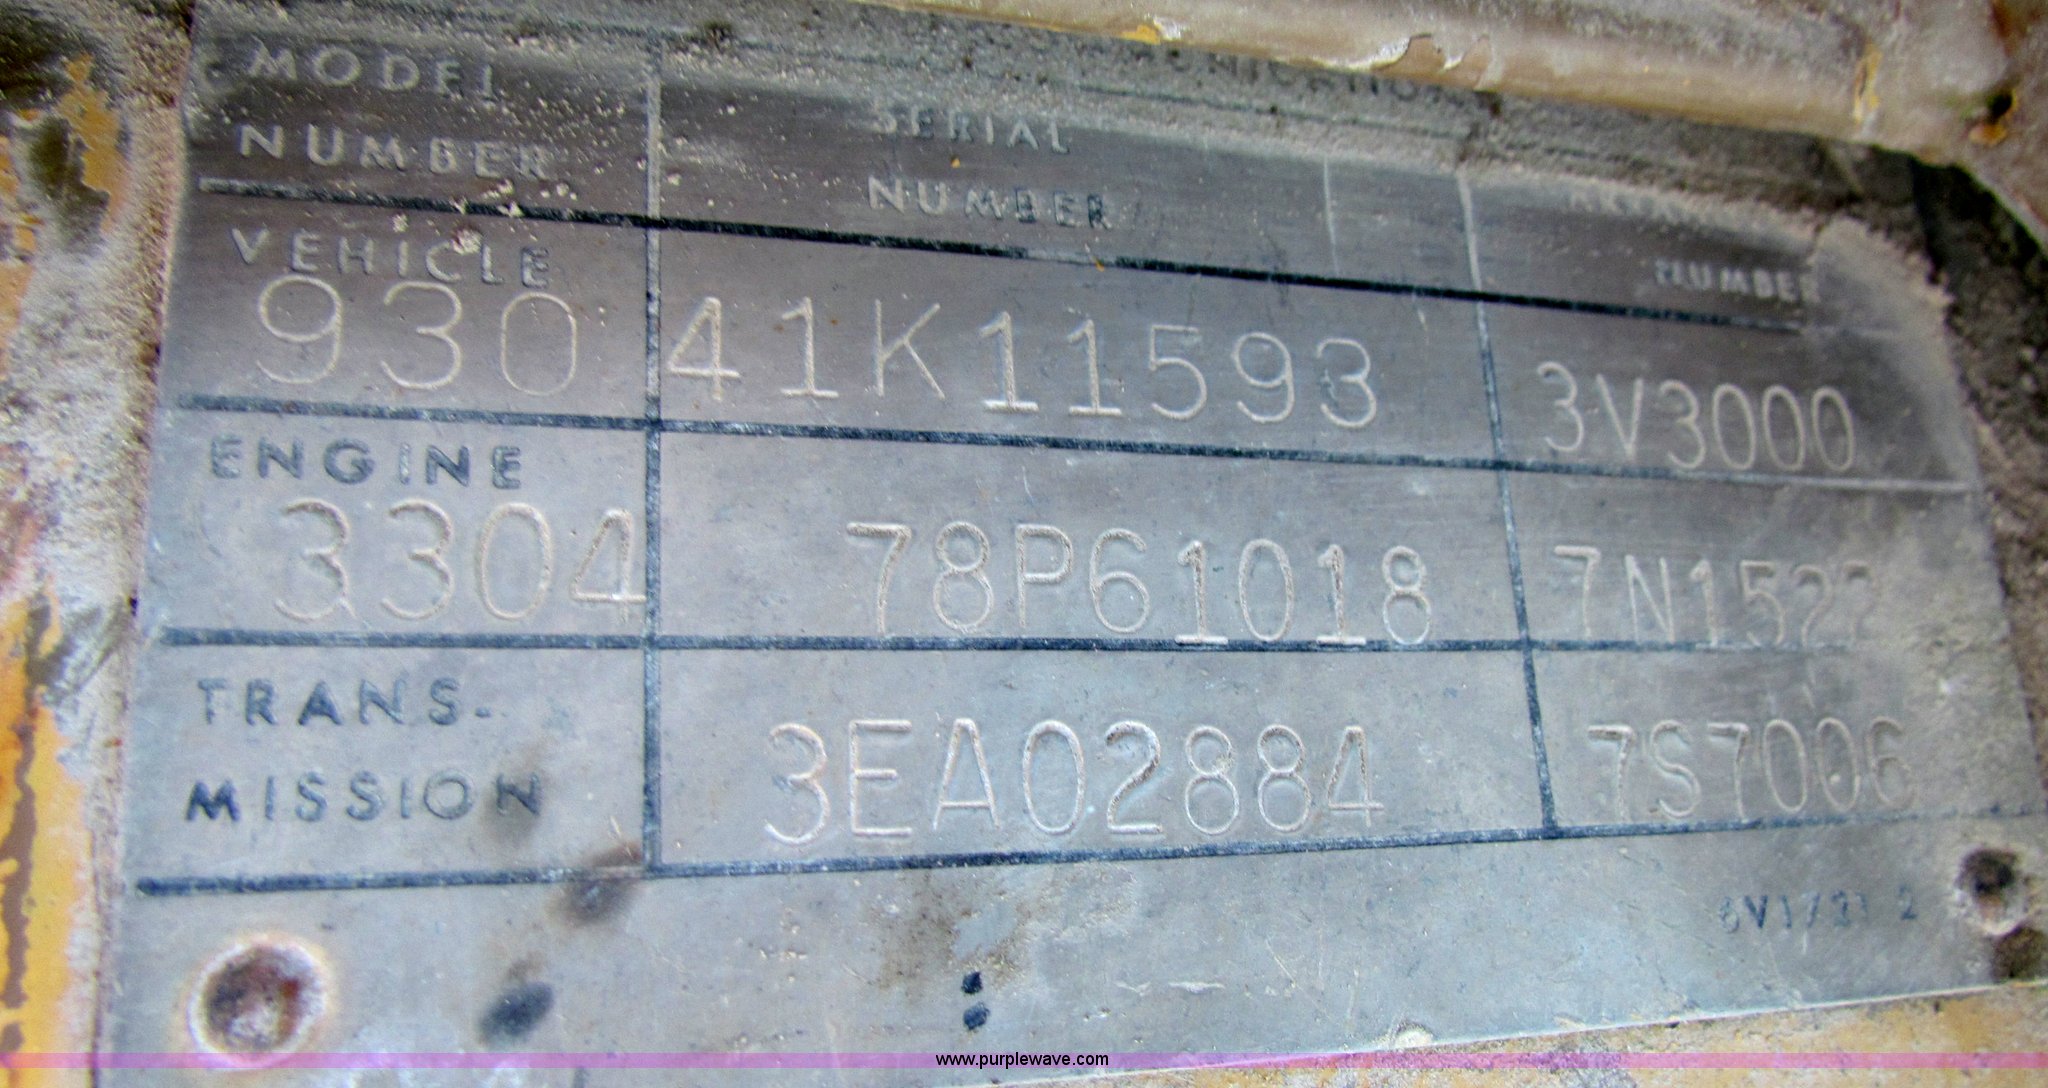 MODEL
NUMBER
SERIAL
NUMBER
NUMBER
VEHICLE
930 41K11593 3V3000
ENGINE
3304 78P61018 7N1522
TRANS-
MISSION
3EA02884 7S7006
www.purplewave.com